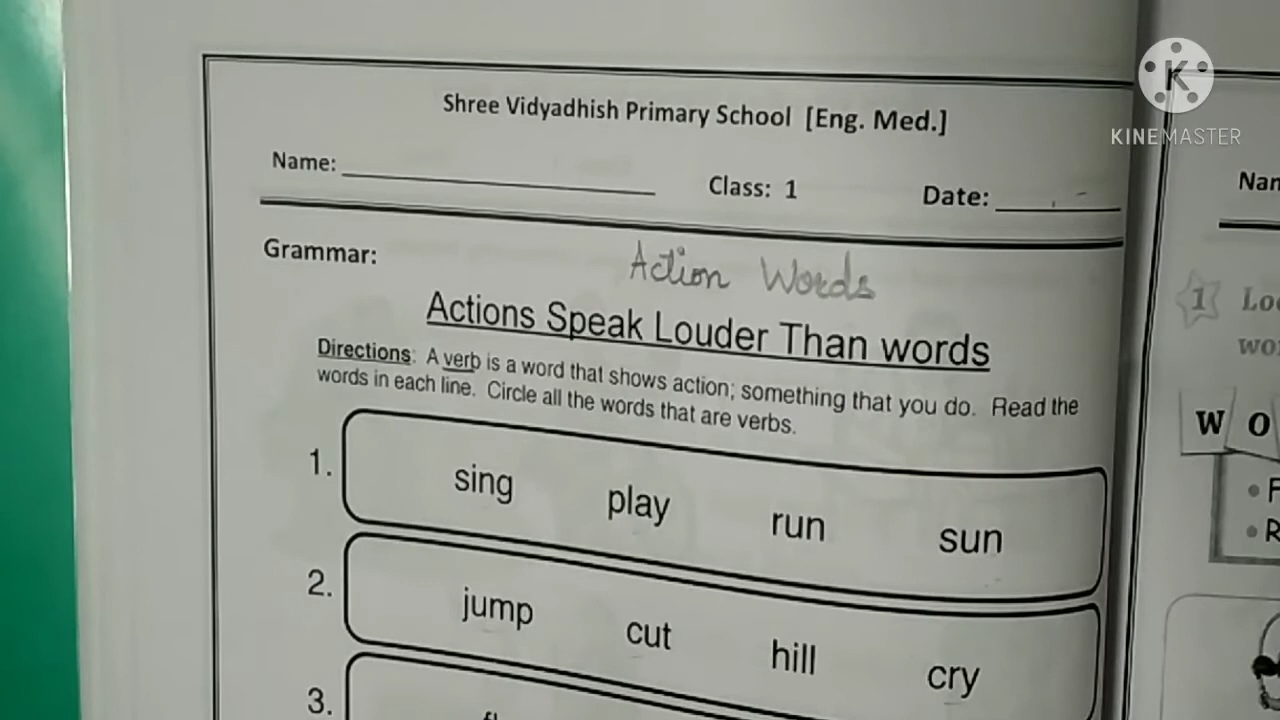 Shree Vidyadhish Primary School [Eng. Med.]
Name: Class: 1 Date:
Grammar:
Action Words
Actions Speak Louder Than words
Directions: A verb is a word that shows action; something that you do. Read the
words in each line. Circle all the words that are verbs.
1. sing play run sun
2. jump cut hill cry
3.
KINEMASTER
1
W O